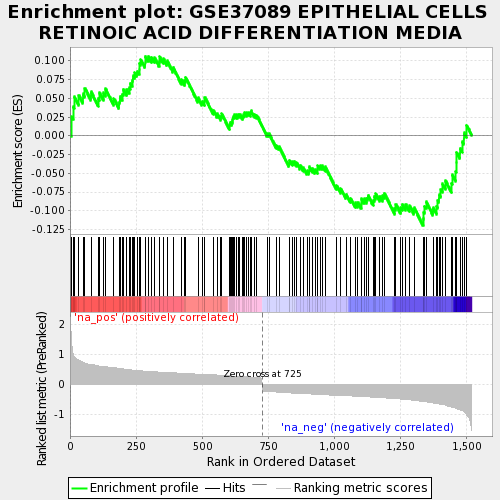 Enrichment plot: GSE37089 EPITHELIAL CELLS
RETINOIC ACID DIFFERENTIATION MEDIA
Enrichment score (ES)
0.100
0.075
0.050
0.025
0.000
-0.025
-0.050
-0.075
-0.100
-0.125
'na_pos' (positively correlated)
Ranked list metric (PreRanked)
2
1
0
-1
Zero cross at 725
'na_neg' (negatively correlated)
0
250
500
750
1,000
1,250
1,500
Rank in Ordered Dataset
Enrichment profile
Hits
Ranking metric scores